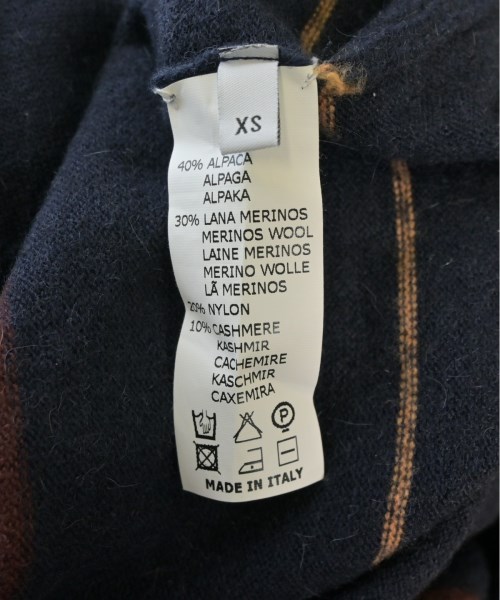 XS
40% ALPACA
ALPAGA
ALPAKA
30% LANA MERINOS
MERINOS WOOL
LAINE MERINOS
MERINO WOLLE
LÃ MERINOS
20% NYLON
10% CASHMERE
KASHMIR
CACHEMIRE
KASCHMIR
CAXEMIRA
P
MADE IN ITALY